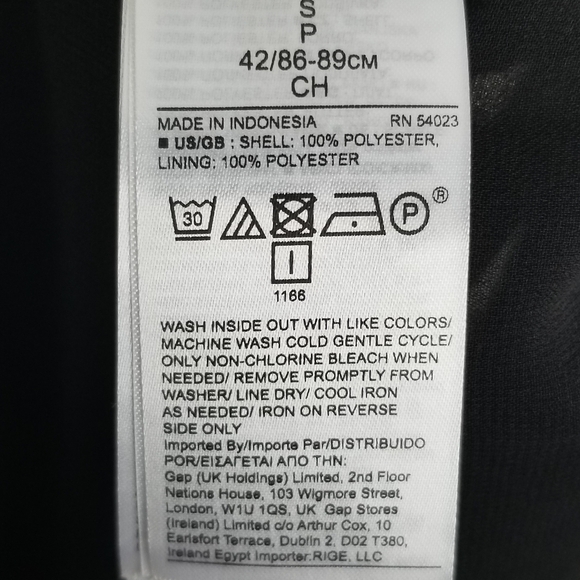 S
P
42/86-89CM
CH
MADE IN INDONESIA RN 54023
■ US/GB : SHELL: 100% POLYESTER,
LINING: 100% POLYESTER
30 P ®
1166
WASH INSIDE OUT WITH LIKE COLORS/
MACHINE WASH COLD GENTLE CYCLE/
ONLY NON-CHLORINE BLEACH WHEN
NEEDED/ REMOVE PROMPTLY FROM
WASHER/ LINE DRY/ COOL IRON
AS NEEDED/ IRON ON REVERSE
SIDE ONLY
Imported By/Importe Par/DISTRIBUIDO
POR/ΕΙΣΑΓΕΤΑΙ ΑΠΟ ΤΗΝ:
Gap (UK Holdings) Limited, 2nd Floor
Nations House, 103 Wigmore Street,
London, W1U 1QS, UK Gap Stores
(Ireland) Limited c/o Arthur Cox, 10
Earlsfort Terrace, Dublin 2, D02 T380,
Ireland Egypt Importer:RIGE, LLC